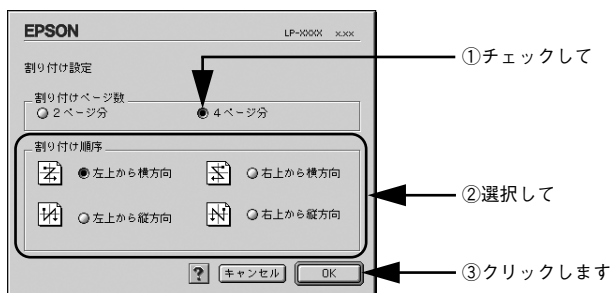 EPSON LP-XXXX x.xx
①チェックして
割り付け設定
割り付けページ数
2ページ分 4ページ分
割り付け順序
左上から横方向 右上から横方向
②選択して
左上から縦方向 右上から縦方向
? キャンセル OK
③クリックします